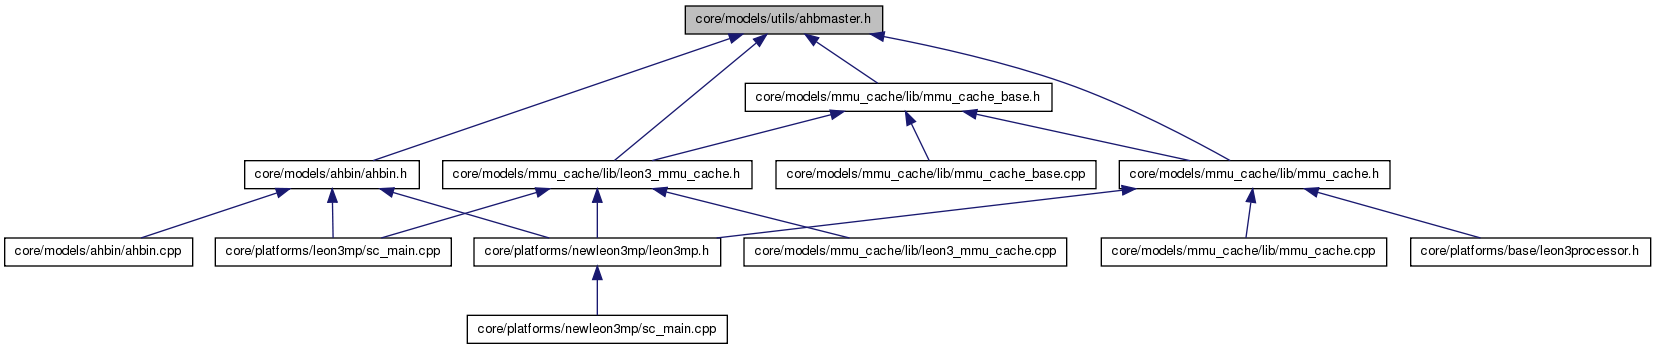 core/models/utils/ahbmaster.h
core/models/mmu_cache/lib/mmu_cache_base.h
core/models/ahbin/ahbin.h
core/models/mmu_cache/lib/leon3_mmu_cache.h
core/models/mmu_cache/lib/mmu_cache_base.cpp
core/models/mmu_cache/lib/mmu_cache.h
core/models/ahbin/ahbin.cpp
core/platforms/leon3mp/sc_main.cpp
core/platforms/newleon3mp/leon3mp.h
core/models/mmu_cache/lib/leon3_mmu_cache.cpp
core/models/mmu_cache/lib/mmu_cache.cpp
core/platforms/base/leon3processor.h
core/platforms/newleon3mp/sc_main.cpp